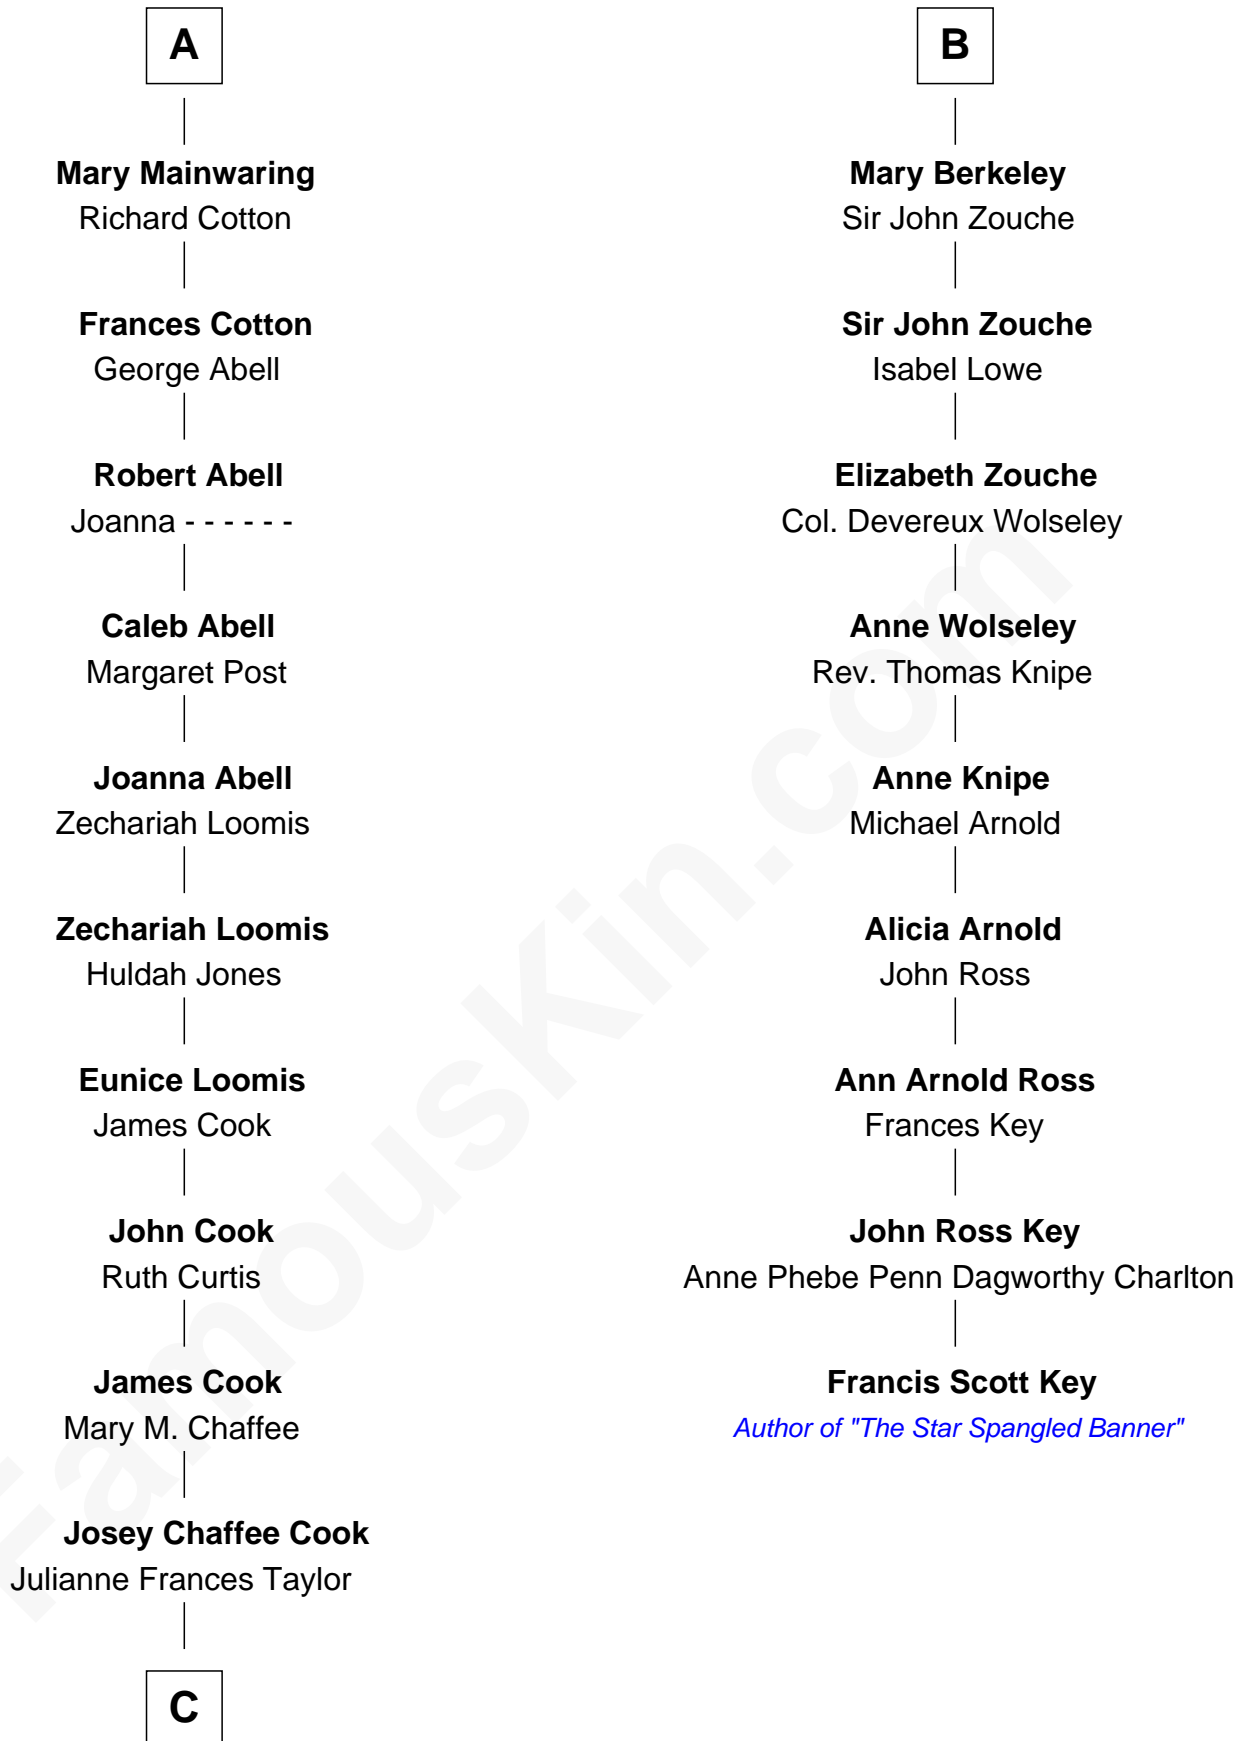 A
Mary Mainwaring
Richard Cotton
Frances Cotton
George Abell
Robert Abell
Joanna - - - - - -
Caleb Abell
Margaret Post
Joanna Abell
Zechariah Loomis
Zechariah Loomis
Huldah Jones
Eunice Loomis
James Cook
John Cook
Ruth Curtis
James Cook
Mary M. Chaffee
Josey Chaffee Cook
Julianne Frances Taylor
C
B
Mary Berkeley
Sir John Zouche
Sir John Zouche
Isabel Lowe
Elizabeth Zouche
Col. Devereux Wolseley
Anne Wolseley
Rev. Thomas Knipe
Anne Knipe
Michael Arnold
Alicia Arnold
John Ross
Ann Arnold Ross
Frances Key
John Ross Key
Anne Phebe Penn Dagworthy Charlton
Francis Scott Key
Author of "The Star Spangled Banner"
FamousKin.com